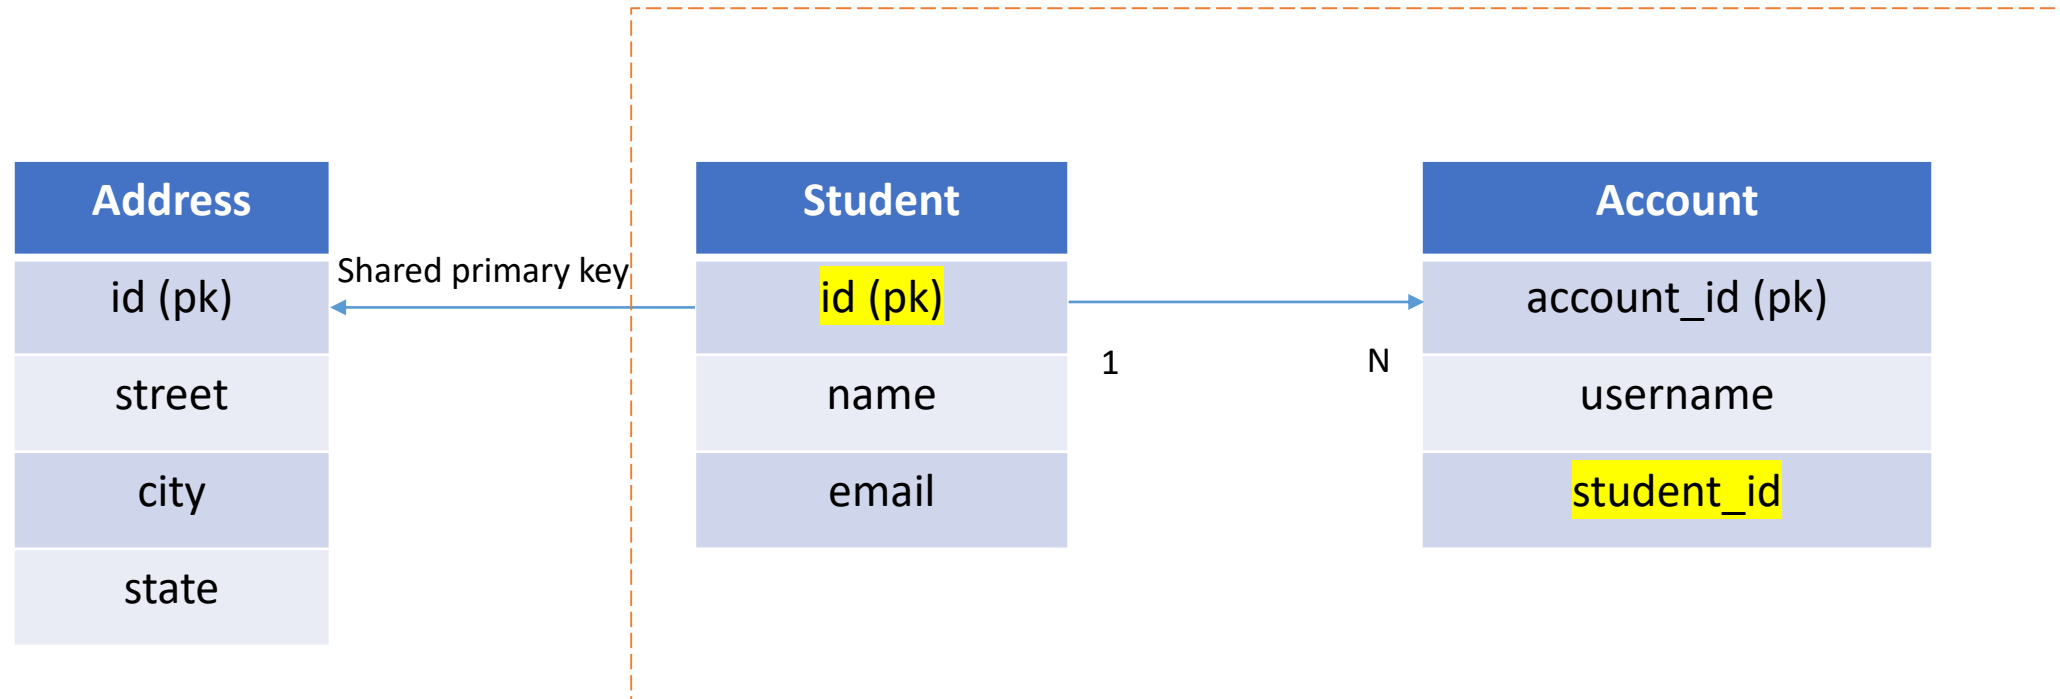 Address
id (pk)
street
city
state
Shared primary key
Student
id (pk)
name
email
1
N
Account
account_id (pk)
username
student_id